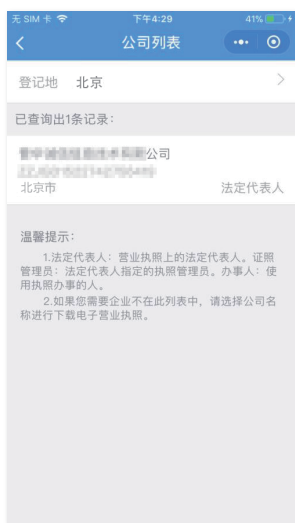 无 SIM 卡 下午4:29 41%
公司列表
登记地 北京
已查询出1条记录：
公司
北京市 法定代表人
温馨提示：
1.法定代表人：营业执照上的法定代表人。证照
管理员：法定代表人指定的执照管理员。办事人：使
用执照办事的人。
2.如果您需要企业不在此列表中，请选择公司名
称进行下载电子营业执照。